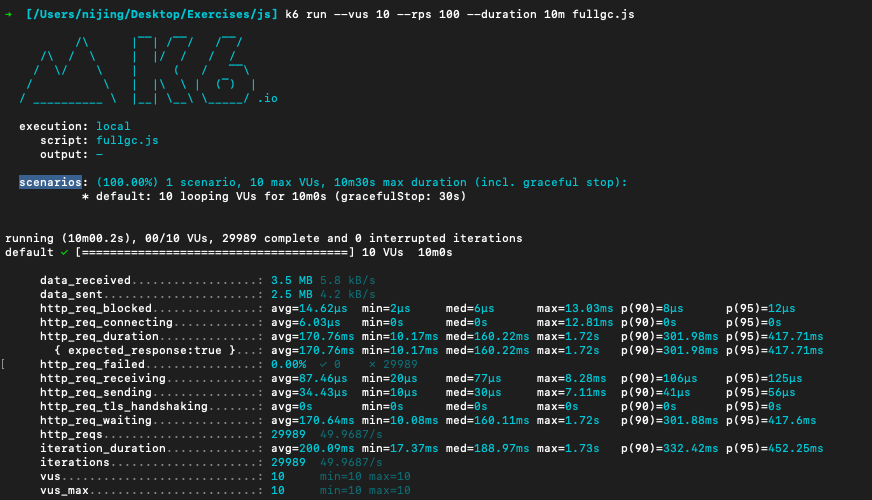 → [/Users/nijing/Desktop/Exercises/js] k6 run --vus 10 --rps 100 --duration 10m fullgc.js
.io
execution: local
script: fullgc.js
output: -
scenarios: (100.00%) 1 scenario, 10 max VUs, 10m30s max duration (incl. graceful stop):
* default: 10 looping VUs for 10m0s (gracefulStop: 30s)
running (10m00.2s), 00/10 VUs, 29989 complete and 0 interrupted iterations
default ✓ [======================================] 10 VUs  10m0s
data_received..................: 3.5 MB 5.8 kB/s
data_sent......................: 2.5 MB 4.2 kB/s
http_req_blocked...............: avg=14.62µs  min=2µs      med=6µs      max=13.03ms p(90)=8µs      p(95)=12µs
http_req_connecting............: avg=6.03µs   min=0s       med=0s       max=12.81ms p(90)=0s       p(95)=0s
http_req_duration..............: avg=170.76ms min=10.17ms med=160.22ms max=1.72s   p(90)=301.98ms p(95)=417.71ms
{ expected_response:true }...: avg=170.76ms min=10.17ms med=160.22ms max=1.72s   p(90)=301.98ms p(95)=417.71ms
http_req_failed................: 0.00%  ✓ 0    ✗ 29989
http_req_receiving.............: avg=87.46µs  min=20µs     med=77µs     max=8.28ms  p(90)=106µs    p(95)=125µs
http_req_sending...............: avg=34.43µs  min=10µs     med=30µs     max=7.11ms  p(90)=41µs     p(95)=56µs
http_req_tls_handshaking.......: avg=0s       min=0s       med=0s       max=0s      p(90)=0s       p(95)=0s
http_req_waiting...............: avg=170.64ms min=10.08ms med=160.11ms max=1.72s   p(90)=301.88ms p(95)=417.6ms
http_reqs......................: 29989  49.9687/s
iteration_duration.............: avg=200.09ms min=17.37ms med=188.97ms max=1.73s   p(90)=332.42ms p(95)=452.25ms
iterations.....................: 29989  49.9687/s
vus............................: 10     min=10 max=10
vus_max........................: 10     min=10 max=10